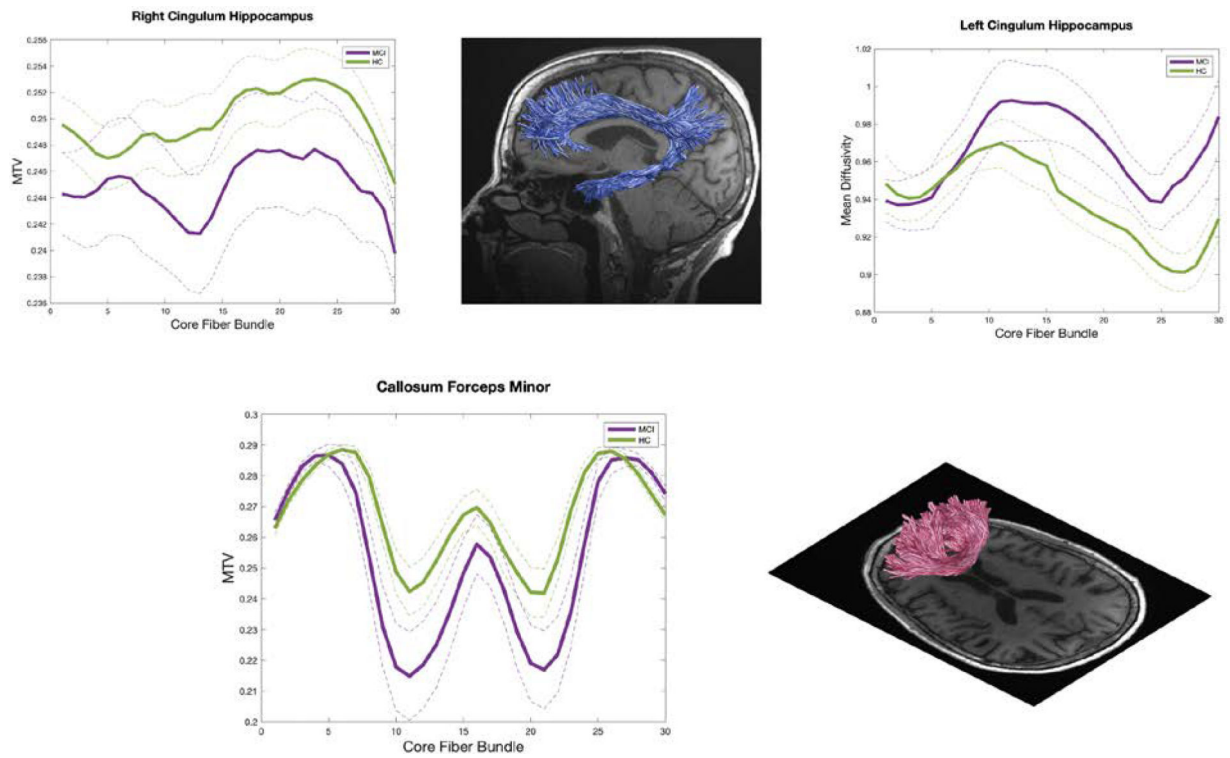 Right Cingulum Hippocampus
0.256
0.254
0.252
0.25
0.248
0.246
0.244
0.242
0.24
0.238
0.236
MTV
MCI
HC
0 5 10 15 20 25 30
Core Fiber Bundle
Left Cingulum Hippocampus
1.02
1
0.98
0.96
0.94
0.92
0.9
0.88
Mean Diffusivity
MCI
HC
0 5 10 15 20 25 30
Core Fiber Bundle
Callosum Forceps Minor
0.3
0.29
0.28
0.27
0.26
0.25
0.24
0.23
0.22
0.21
0.2
MTV
MCI
HC
0 5 10 15 20 25 30
Core Fiber Bundle